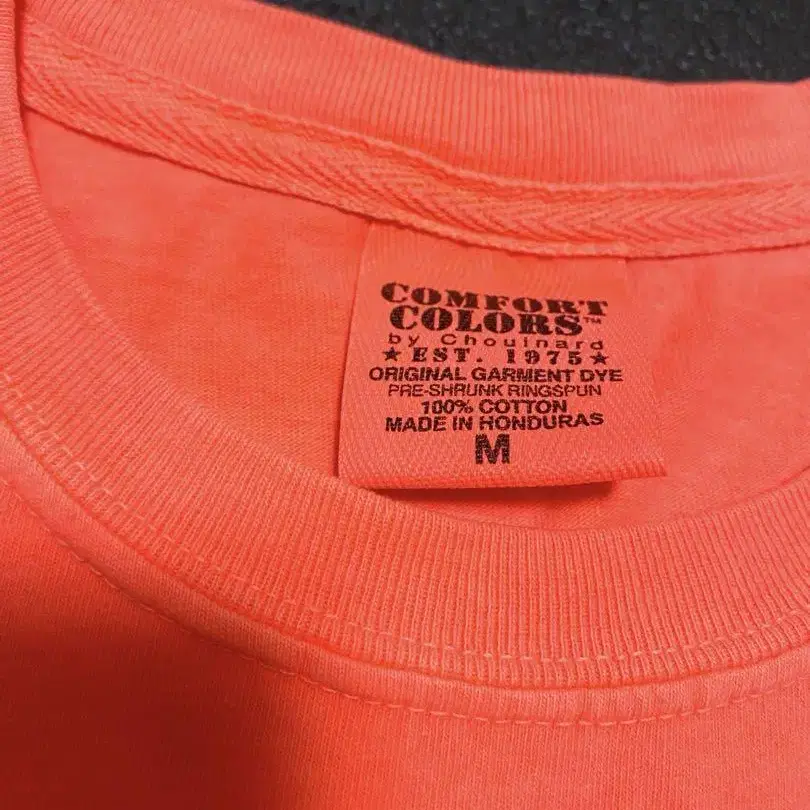 COMFORT
COLORS™
by Chouinard
★EST. 1975★
ORIGINAL GARMENT DYE
PRE-SHRUNK RINGSPUN
100% COTTON
MADE IN HONDURAS
M